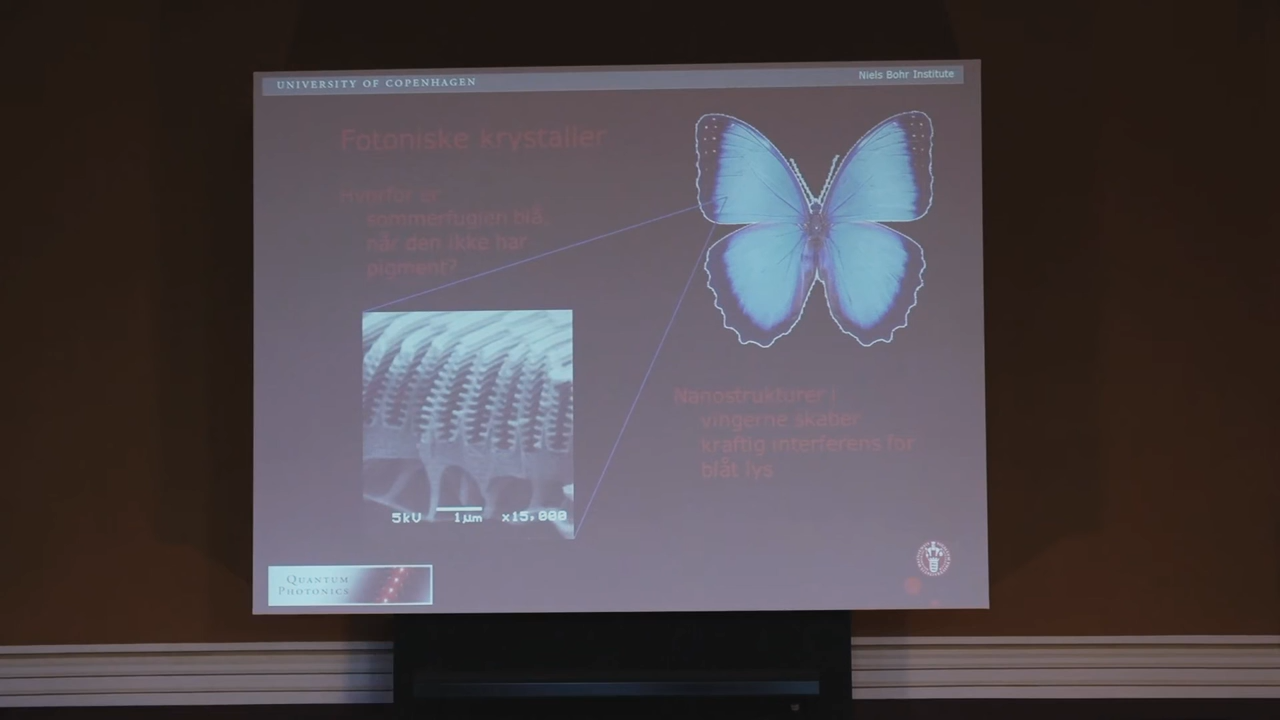 UNIVERSITY OF COPENHAGEN
Niels Bohr Institute
Fotoniske krystaller
Hvorfor er
sommerfuglen blå,
når den ikke har
pigment?
Nanostrukturer i
vingerne skaber
kraftig interferens for
blåt lys
5kV 1µm x15,000
QUANTUM
PHOTONICS